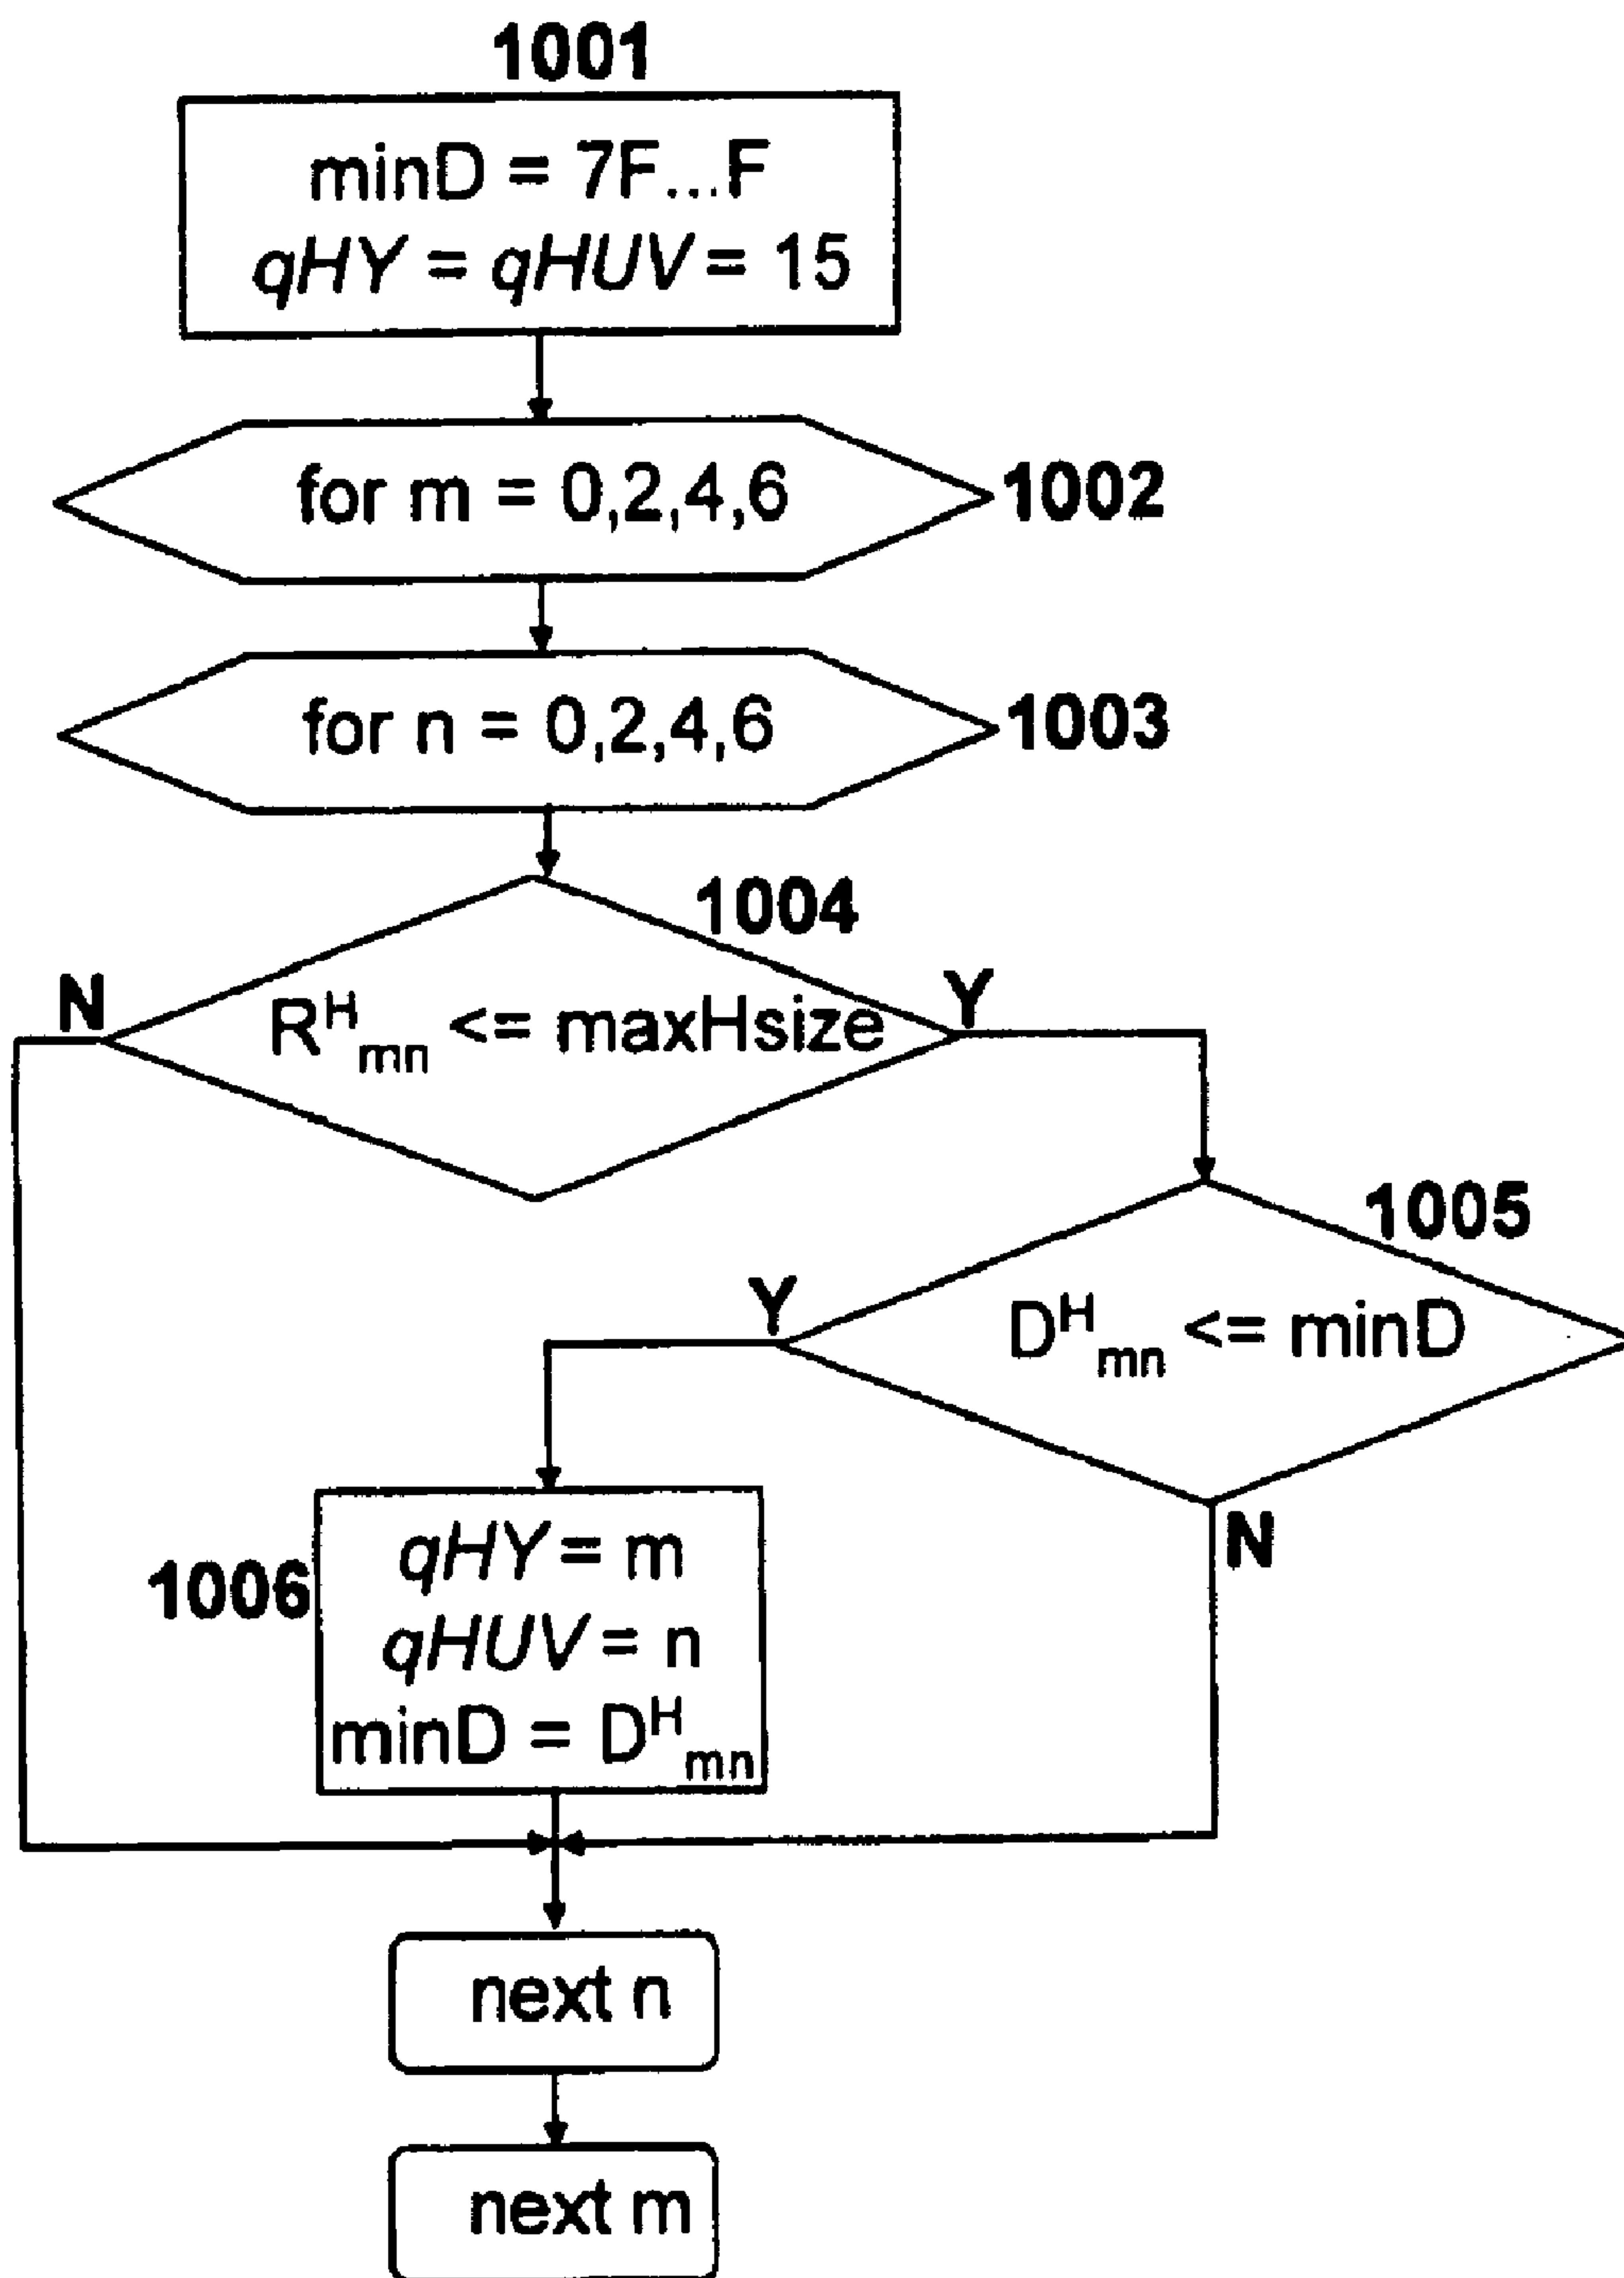 1001
minD = 7F...F
qHY = qHUV = 15
for m = 0,2,4,6
1002
for n = 0,2,4,6
1003
1004
N
Y
R^H_mn <= maxHsize
1005
Y
D^H_mn <= minD
N
1006
qHY = m
qHUV = n
minD = D^H_mn
next n
next m